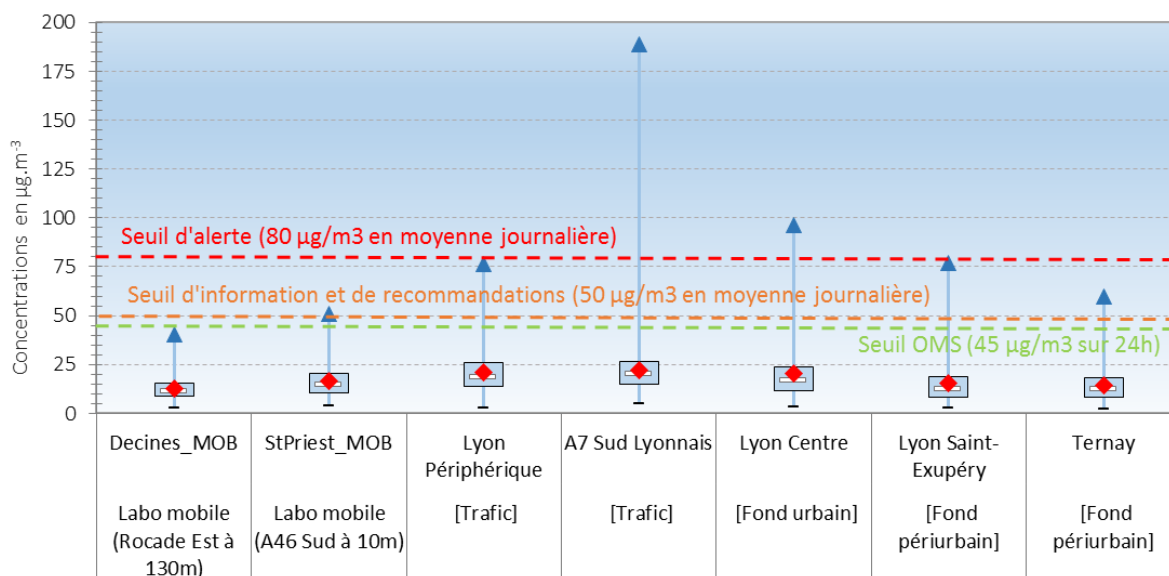 200
175
150
125
100
75
50
25
0
Concentrations en µg.m⁻³
Seuil d'alerte (80 µg/m3 en moyenne journalière)
Seuil d'information et de recommandations (50 µg/m3 en moyenne journalière)
Seuil OMS (45 µg/m3 sur 24h)
Decines_MOB
Labo mobile
(Rocade Est à
130m)
StPriest_MOB
Labo mobile
(A46 Sud à 10m)
Lyon
Périphérique
[Trafic]
A7 Sud Lyonnais
[Trafic]
Lyon Centre
[Fond urbain]
Lyon Saint-
Exupéry
[Fond
périurbain]
Ternay
[Fond
périurbain]